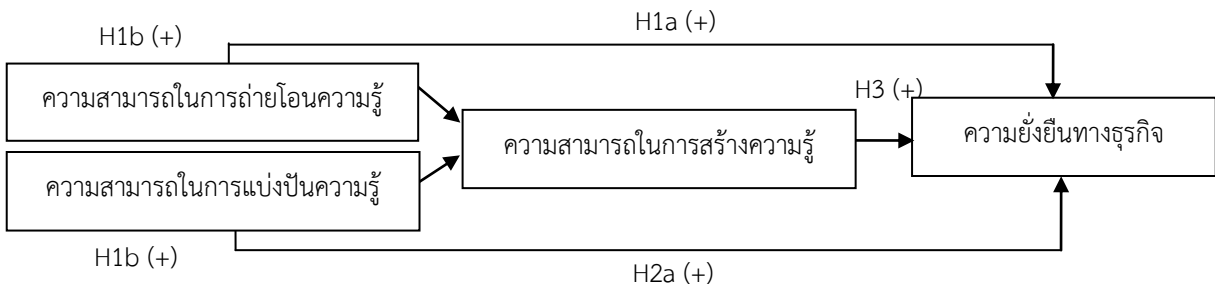 H1b (+)
H1a (+)
ความสามารถในการถ่ายโอนความรู้
H3 (+)
ความสามารถในการสร้างความรู้
ความยั่งยืนทางธุรกิจ
ความสามารถในการแบ่งปันความรู้
H1b (+)
H2a (+)